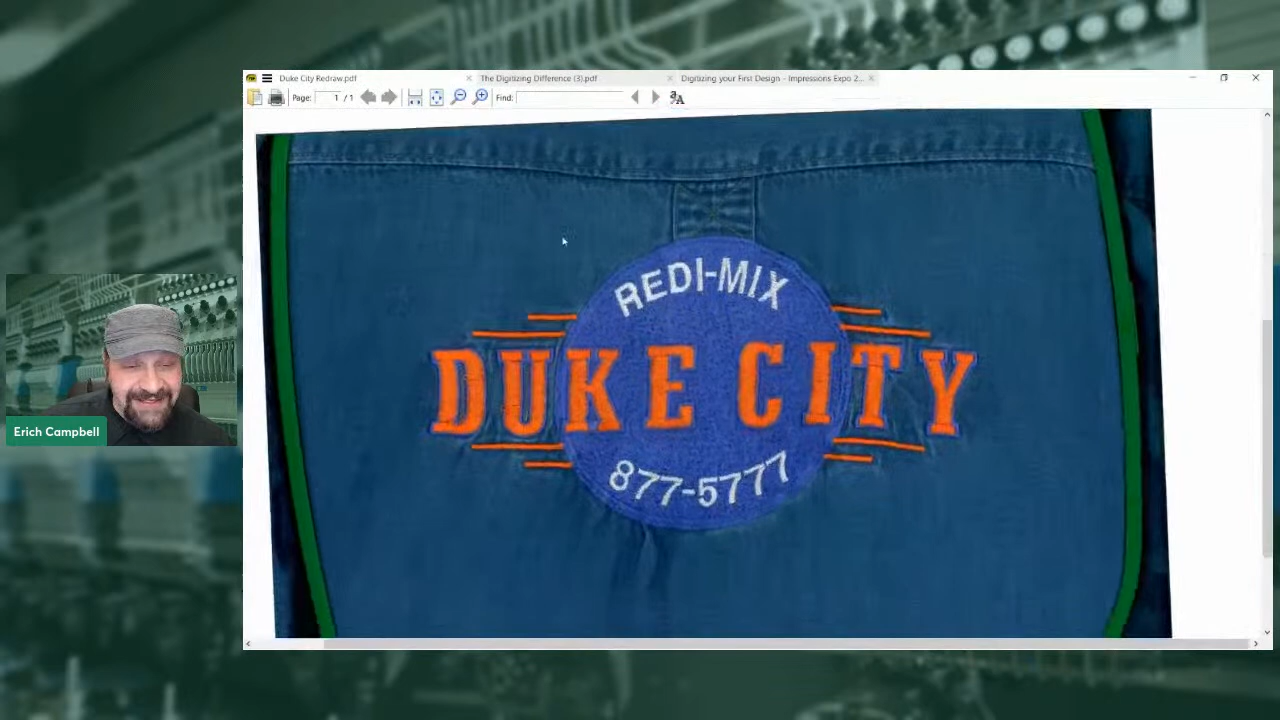 Duke City Redraw.pdf
The Digitizing Difference (3).pdf
Digitizing your First Design - Impressions Expo 2...
Page: 1 / 1
Find:
REDI-MIX
DUKE CITY
877-5777
Erich Campbell